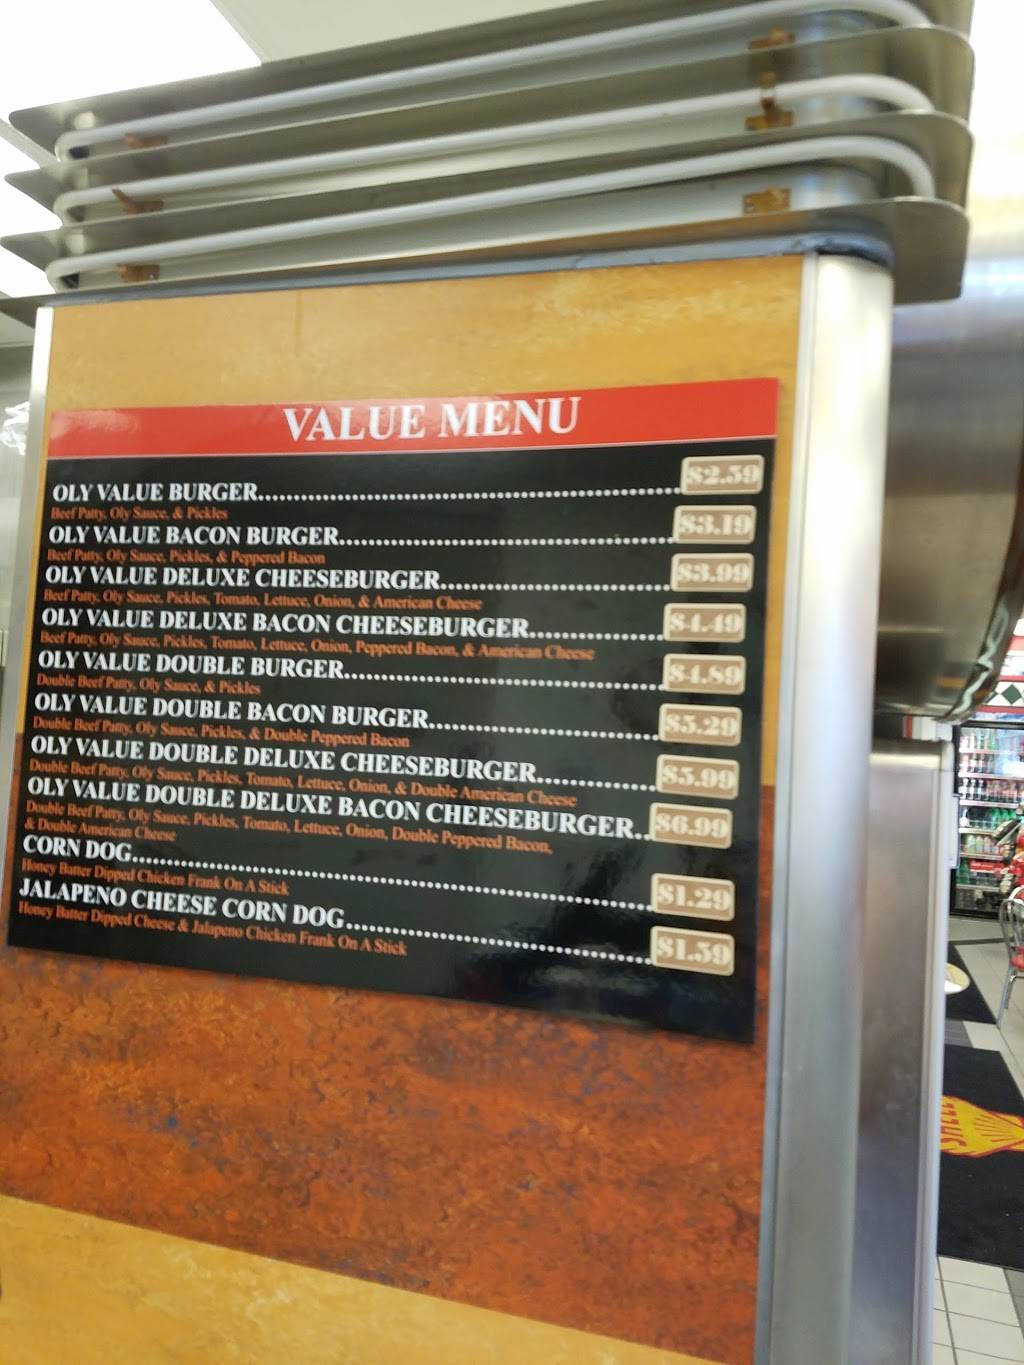 VALUE MENU
OLY VALUE BURGER.......... $2.59
Beef Patty, Oly Sauce, & Pickles
OLY VALUE BACON BURGER.......... $3.19
Beef Patty, Oly Sauce, Pickles, & Peppered Bacon
OLY VALUE DELUXE CHEESEBURGER.......... $3.99
Beef Patty, Oly Sauce, Pickles, Tomato, Lettuce, Onion, & American Cheese
OLY VALUE DELUXE BACON CHEESEBURGER.......... $4.49
Beef Patty, Oly Sauce, Pickles, Tomato, Lettuce, Onion, Peppered Bacon, & American Cheese
OLY VALUE DOUBLE BURGER.......... $4.89
Double Beef Patty, Oly Sauce, & Pickles
OLY VALUE DOUBLE BACON BURGER.......... $5.29
Double Beef Patty, Oly Sauce, Pickles, & Double Peppered Bacon
OLY VALUE DOUBLE DELUXE CHEESEBURGER.......... $5.99
Double Beef Patty, Oly Sauce, Pickles, Tomato, Lettuce, Onion, & Double American Cheese
OLY VALUE DOUBLE DELUXE BACON CHEESEBURGER.. $6.99
Double Beef Patty, Oly Sauce, Pickles, Tomato, Lettuce, Onion, Double Peppered Bacon,
& Double American Cheese
CORN DOG.......... $1.29
Honey Batter Dipped Chicken Frank On A Stick
JALAPENO CHEESE CORN DOG.......... $1.59
Honey Batter Dipped Cheese & Jalapeno Chicken Frank On A Stick
SHELL